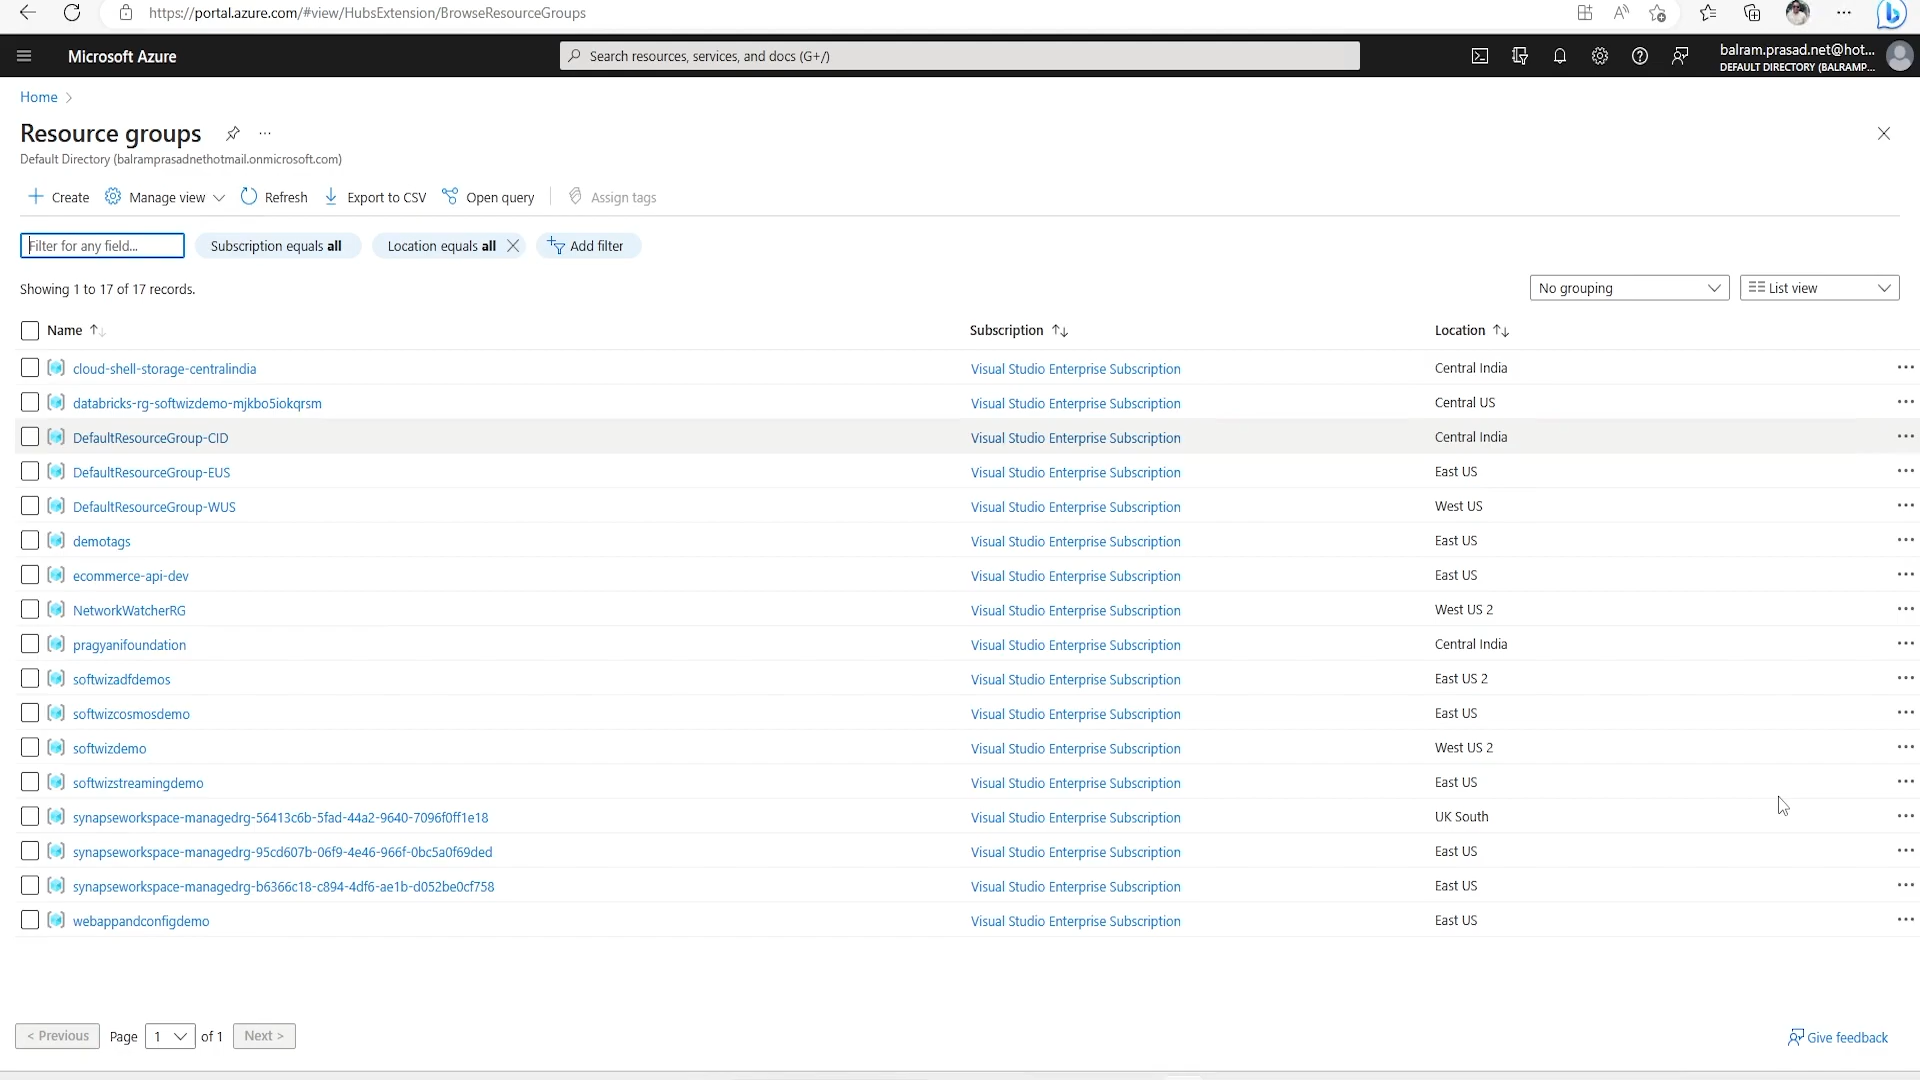 https://portal.azure.com/#view/HubsExtension/BrowseResourceGroups
Microsoft Azure
Search resources, services, and docs (G+/)
balram.prasad.net@hot...
DEFAULT DIRECTORY (BALRAMP...
Home
Resource groups
Default Directory (balramprasadnethotmail.onmicrosoft.com)
Create Manage view Refresh Export to CSV Open query Assign tags
Filter for any field... Subscription equals all Location equals all Add filter
Showing 1 to 17 of 17 records. No grouping List view
Name Subscription Location
cloud-shell-storage-centralindia Visual Studio Enterprise Subscription Central India
databricks-rg-softwizdemo-mjkbo5iokqrsm Visual Studio Enterprise Subscription Central US
DefaultResourceGroup-CID Visual Studio Enterprise Subscription Central India
DefaultResourceGroup-EUS Visual Studio Enterprise Subscription East US
DefaultResourceGroup-WUS Visual Studio Enterprise Subscription West US
demotags Visual Studio Enterprise Subscription East US
ecommerce-api-dev Visual Studio Enterprise Subscription East US
NetworkWatcherRG Visual Studio Enterprise Subscription West US 2
pragyanifoundation Visual Studio Enterprise Subscription Central India
softwizadfdemos Visual Studio Enterprise Subscription East US 2
softwizcosmosdemo Visual Studio Enterprise Subscription East US
softwizdemo Visual Studio Enterprise Subscription West US 2
softwizstreamingdemo Visual Studio Enterprise Subscription East US
synapseworkspace-managedrg-56413c6b-5fad-44a2-9640-7096f0ff1e18 Visual Studio Enterprise Subscription UK South
synapseworkspace-managedrg-95cd607b-06f9-4e46-966f-0bc5a0f69ded Visual Studio Enterprise Subscription East US
synapseworkspace-managedrg-b6366c18-c894-4df6-ae1b-d052be0cf758 Visual Studio Enterprise Subscription East US
webappandconfigdemo Visual Studio Enterprise Subscription East US
< Previous Page 1 of 1 Next > Give feedback